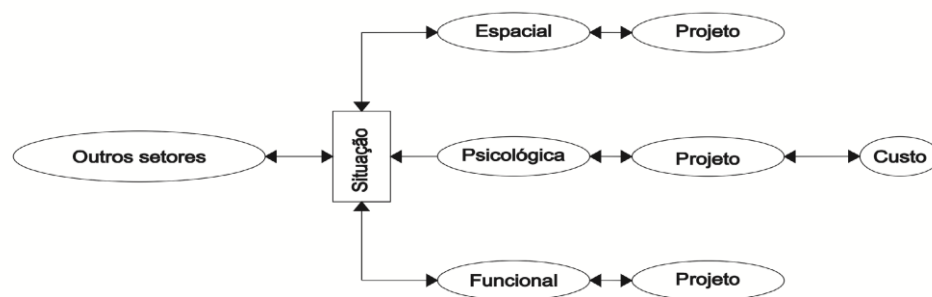 Espacial
Projeto
Outros setores
Situação
Psicológica
Projeto
Custo
Funcional
Projeto